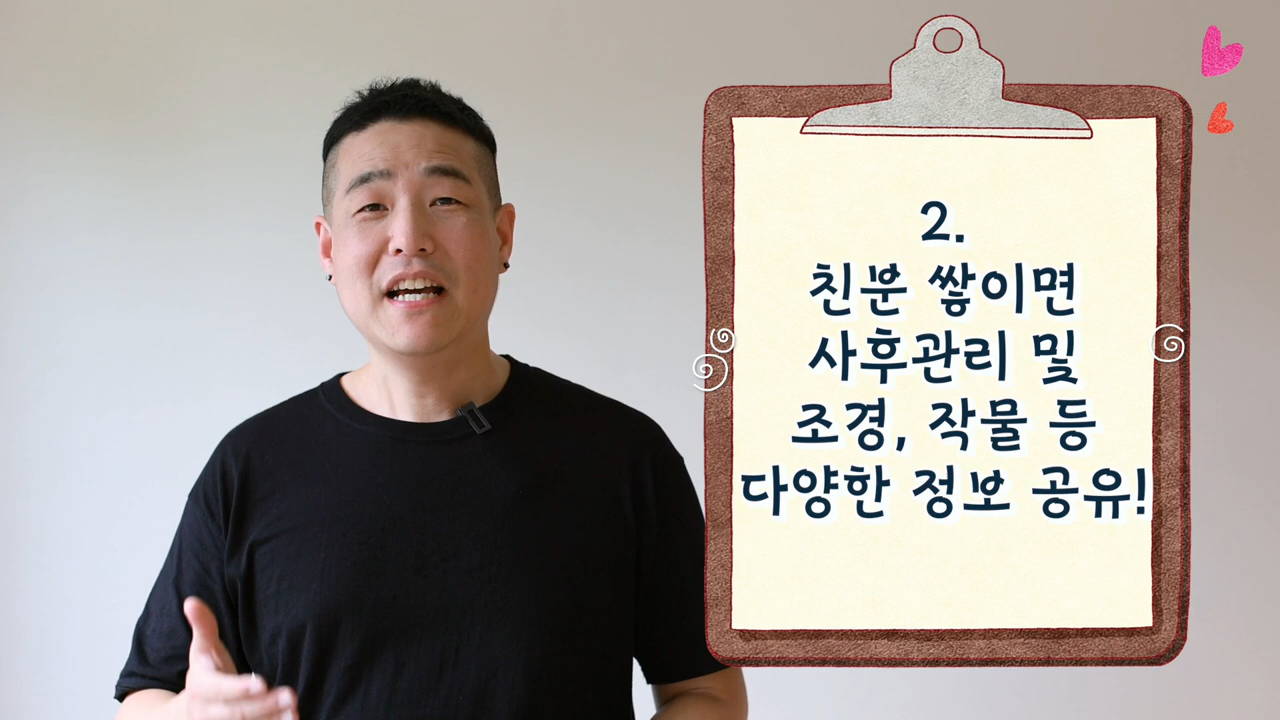 2.
친분 쌓이면
사후관리 및
조경, 작물 등
다양한 정보 공유!